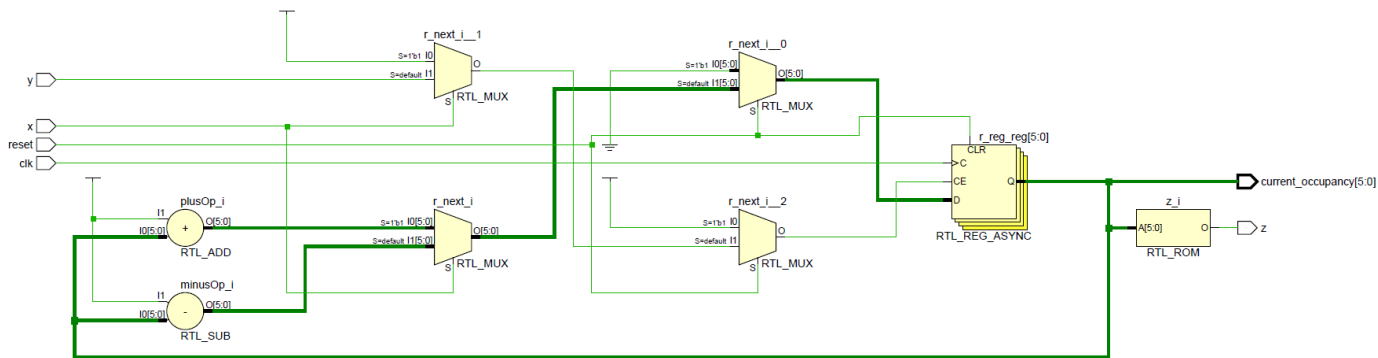 r_next_i__1
S=1'b1 I0
S=default I1
O
S
RTL_MUX
r_next_i__0
S=1'b1 I0[5:0]
S=default I1[5:0]
O[5:0]
S
RTL_MUX
y
x
reset
clk
r_reg_reg[5:0]
CLR
C
CE
D
Q
RTL_REG_ASYNC
current_occupancy[5:0]
plusOp_i
I1
I0[5:0]
+
O[5:0]
RTL_ADD
r_next_i
S=1'b1 I0[5:0]
S=default I1[5:0]
O[5:0]
S
RTL_MUX
r_next_i__2
S=1'b1 I0
S=default I1
O
S
RTL_MUX
z_i
A[5:0]
O
RTL_ROM
z
minusOp_i
I1
I0[5:0]
-
O[5:0]
RTL_SUB